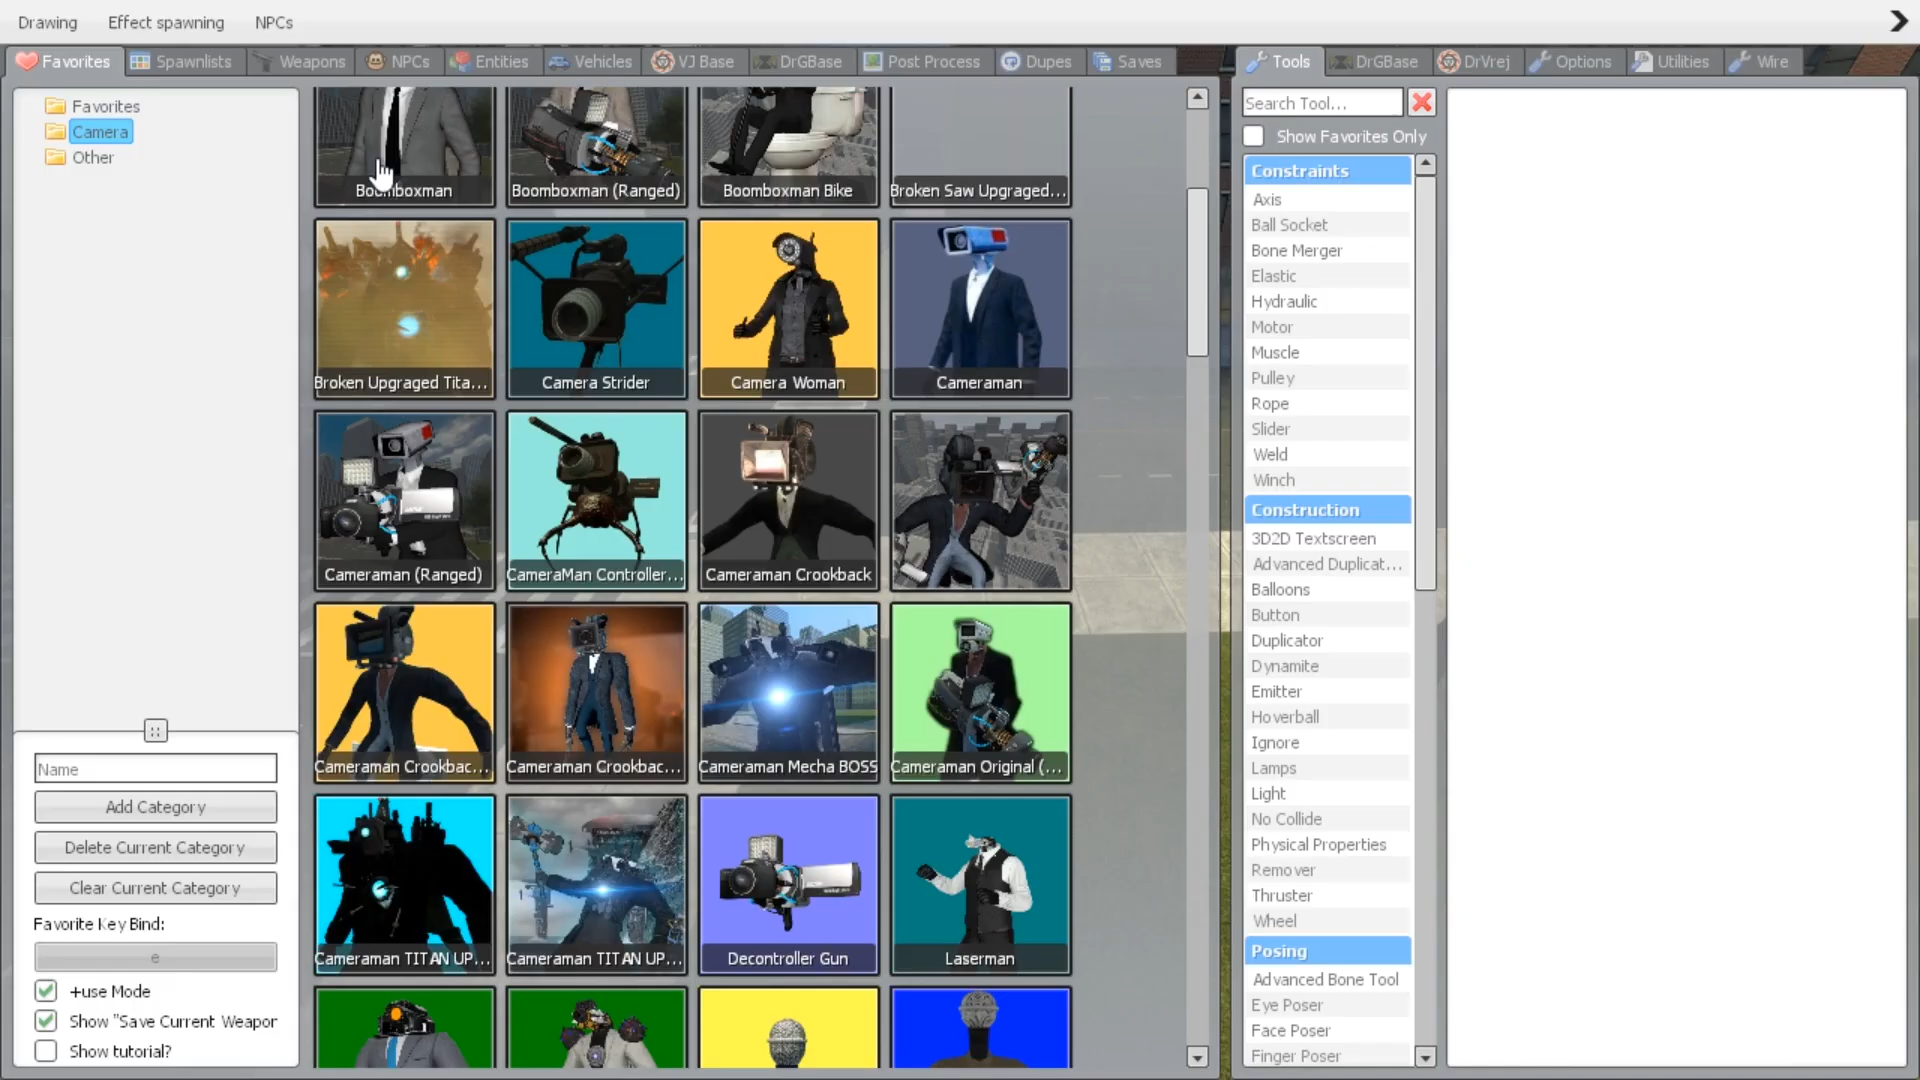 Drawing Effect spawning NPCs
Favorites Spawnlists Weapons NPCs Entities Vehicles VJ Base DrGBase Post Process Dupes Saves
Tools DrGBase DrVrej Options Utilities Wire
Favorites
Camera
Other
Name
Add Category
Delete Current Category
Clear Current Category
Favorite Key Bind:
e
+use Mode
Show "Save Current Weapor
Show tutorial?
Boomboxman Boomboxman (Ranged) Boomboxman Bike Broken Saw Upgraded...
Broken Upgraded Tita... Camera Strider Camera Woman Cameraman
Cameraman (Ranged) CameraMan Controller... Cameraman Crookback
Cameraman Crookbac... Cameraman Crookbac... Cameraman Mecha BOSS Cameraman Original (...
Cameraman TITAN UP... Cameraman TITAN UP... Decontroller Gun Laserman
Search Tool...
Show Favorites Only
Constraints
Axis
Ball Socket
Bone Merger
Elastic
Hydraulic
Motor
Muscle
Pulley
Rope
Slider
Weld
Winch
Construction
3D2D Textscreen
Advanced Duplicat...
Balloons
Button
Duplicator
Dynamite
Emitter
Hoverball
Ignore
Lamps
Light
No Collide
Physical Properties
Remover
Thruster
Wheel
Posing
Advanced Bone Tool
Eye Poser
Face Poser
Finger Poser